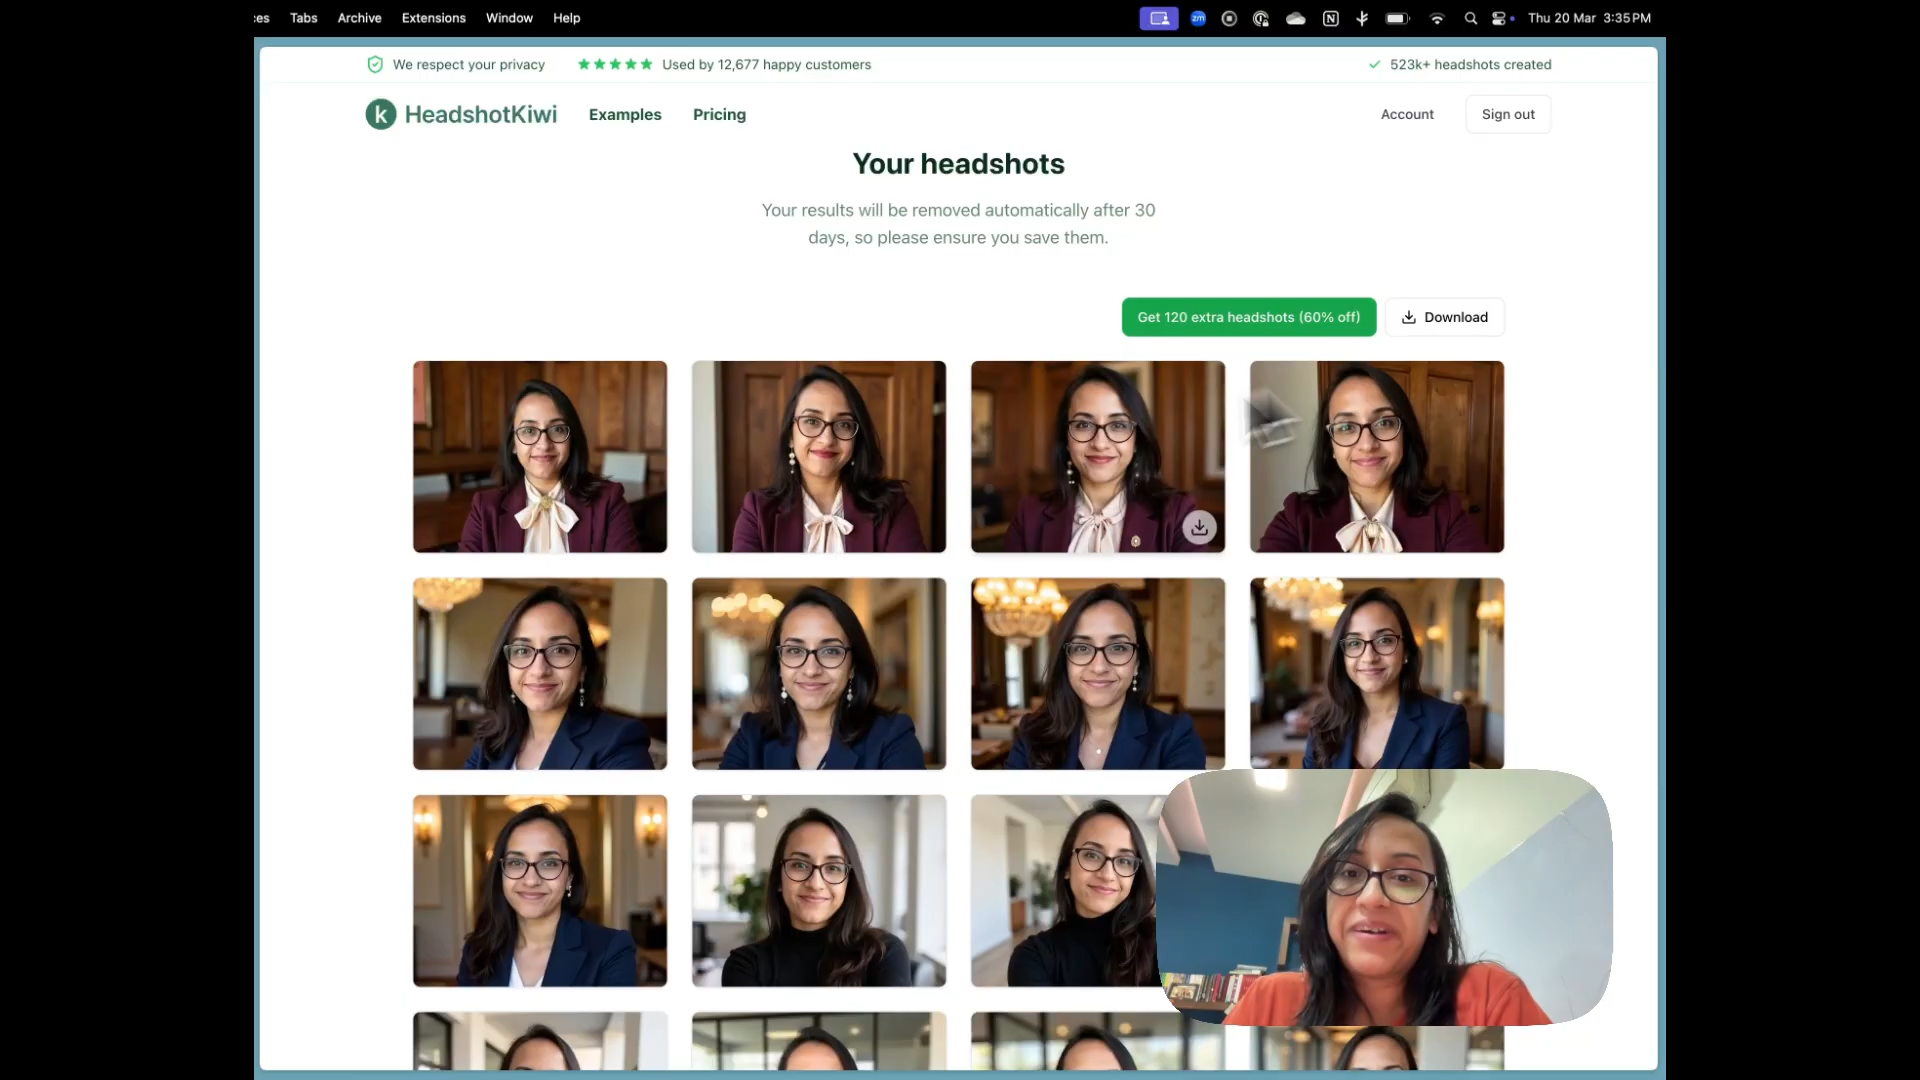 ces Tabs Archive Extensions Window Help zm N Thu 20 Mar 3:35 PM
We respect your privacy Used by 12,677 happy customers 523k+ headshots created
k HeadshotKiwi Examples Pricing Account Sign out
Your headshots
Your results will be removed automatically after 30
days, so please ensure you save them.
Get 120 extra headshots (60% off) Download